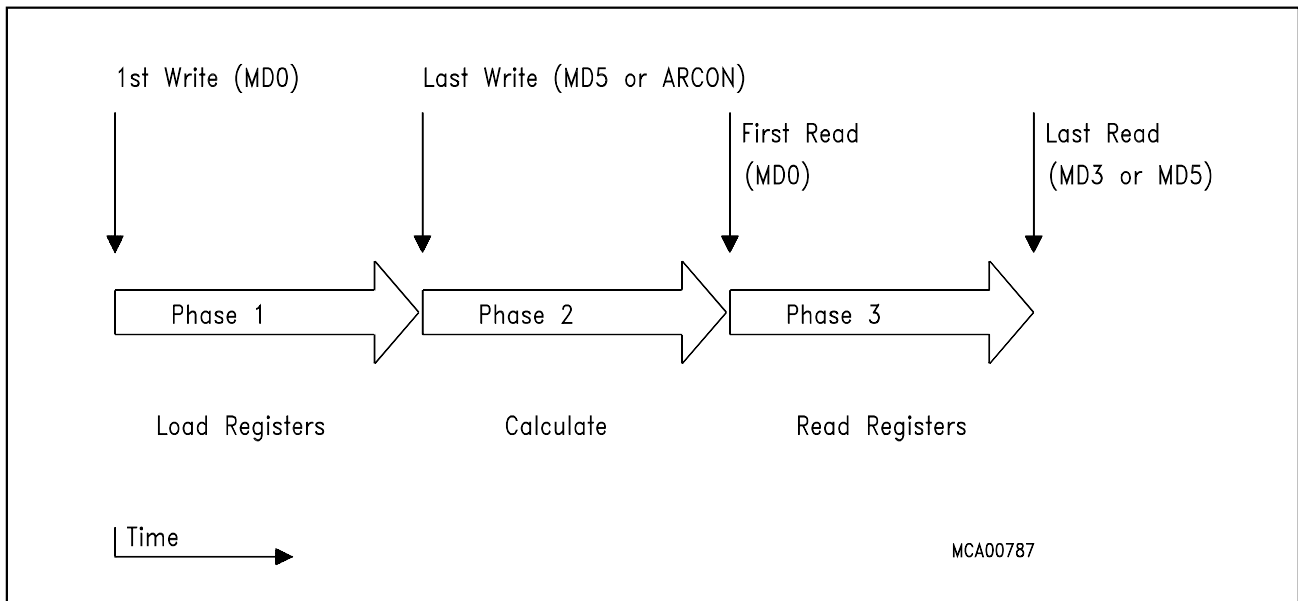 1st Write (MD0)
Last Write (MD5 or ARCON)
First Read
(MD0)
Last Read
(MD3 or MD5)
Phase 1
Phase 2
Phase 3
Load Registers
Calculate
Read Registers
Time
MCA00787